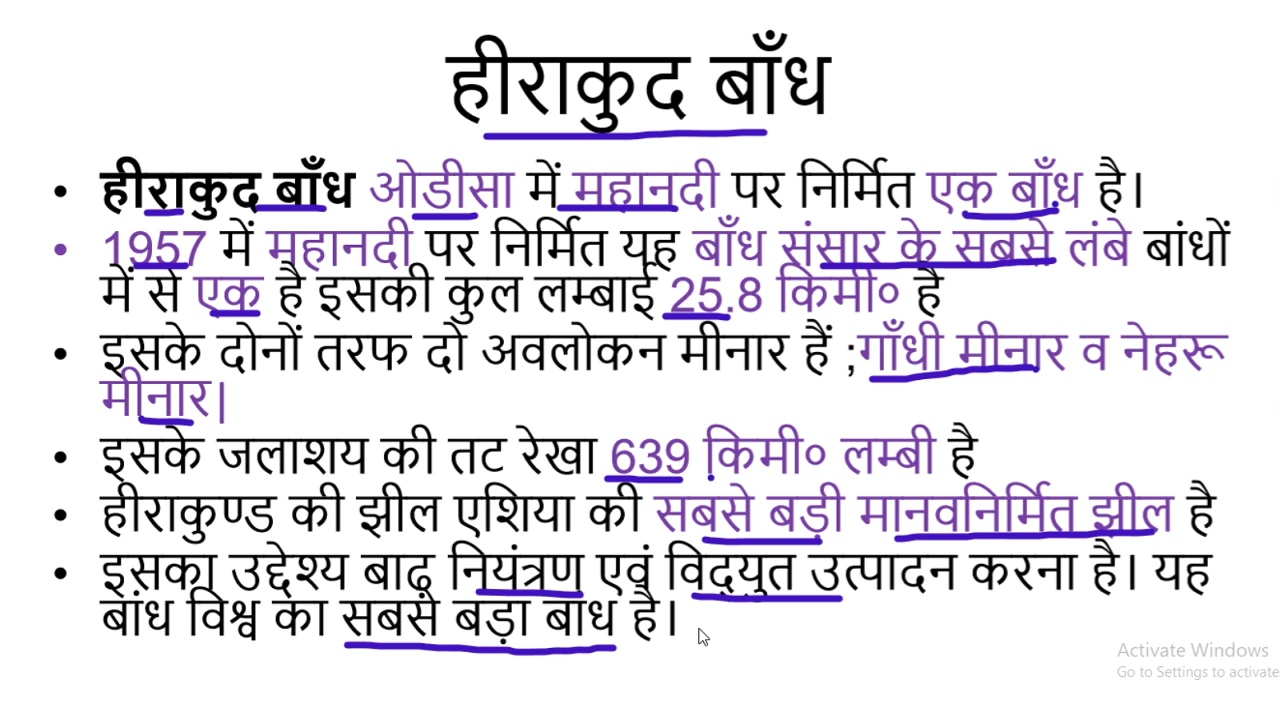 हीराकुद बाँध
• हीराकुद बाँध ओडीसा में महानदी पर निर्मित एक बाँध है।
• 1957 में महानदी पर निर्मित यह बाँध संसार के सबसे लंबे बांधों
में से एक है इसकी कुल लम्बाई 25.8 किमी० है
• इसके दोनों तरफ दो अवलोकन मीनार हैं ;गाँधी मीनार व नेहरू
मीनार।
• इसके जलाशय की तट रेखा 639 किमी० लम्बी है
• हीराकुण्ड की झील एशिया की सबसे बड़ी मानवनिर्मित झील है
• इसका उद्देश्य बाढ़ नियंत्रण एवं विद्युत उत्पादन करना है। यह
बांध विश्व का सबसे बड़ा बांध है।
Activate Windows
Go to Settings to activate